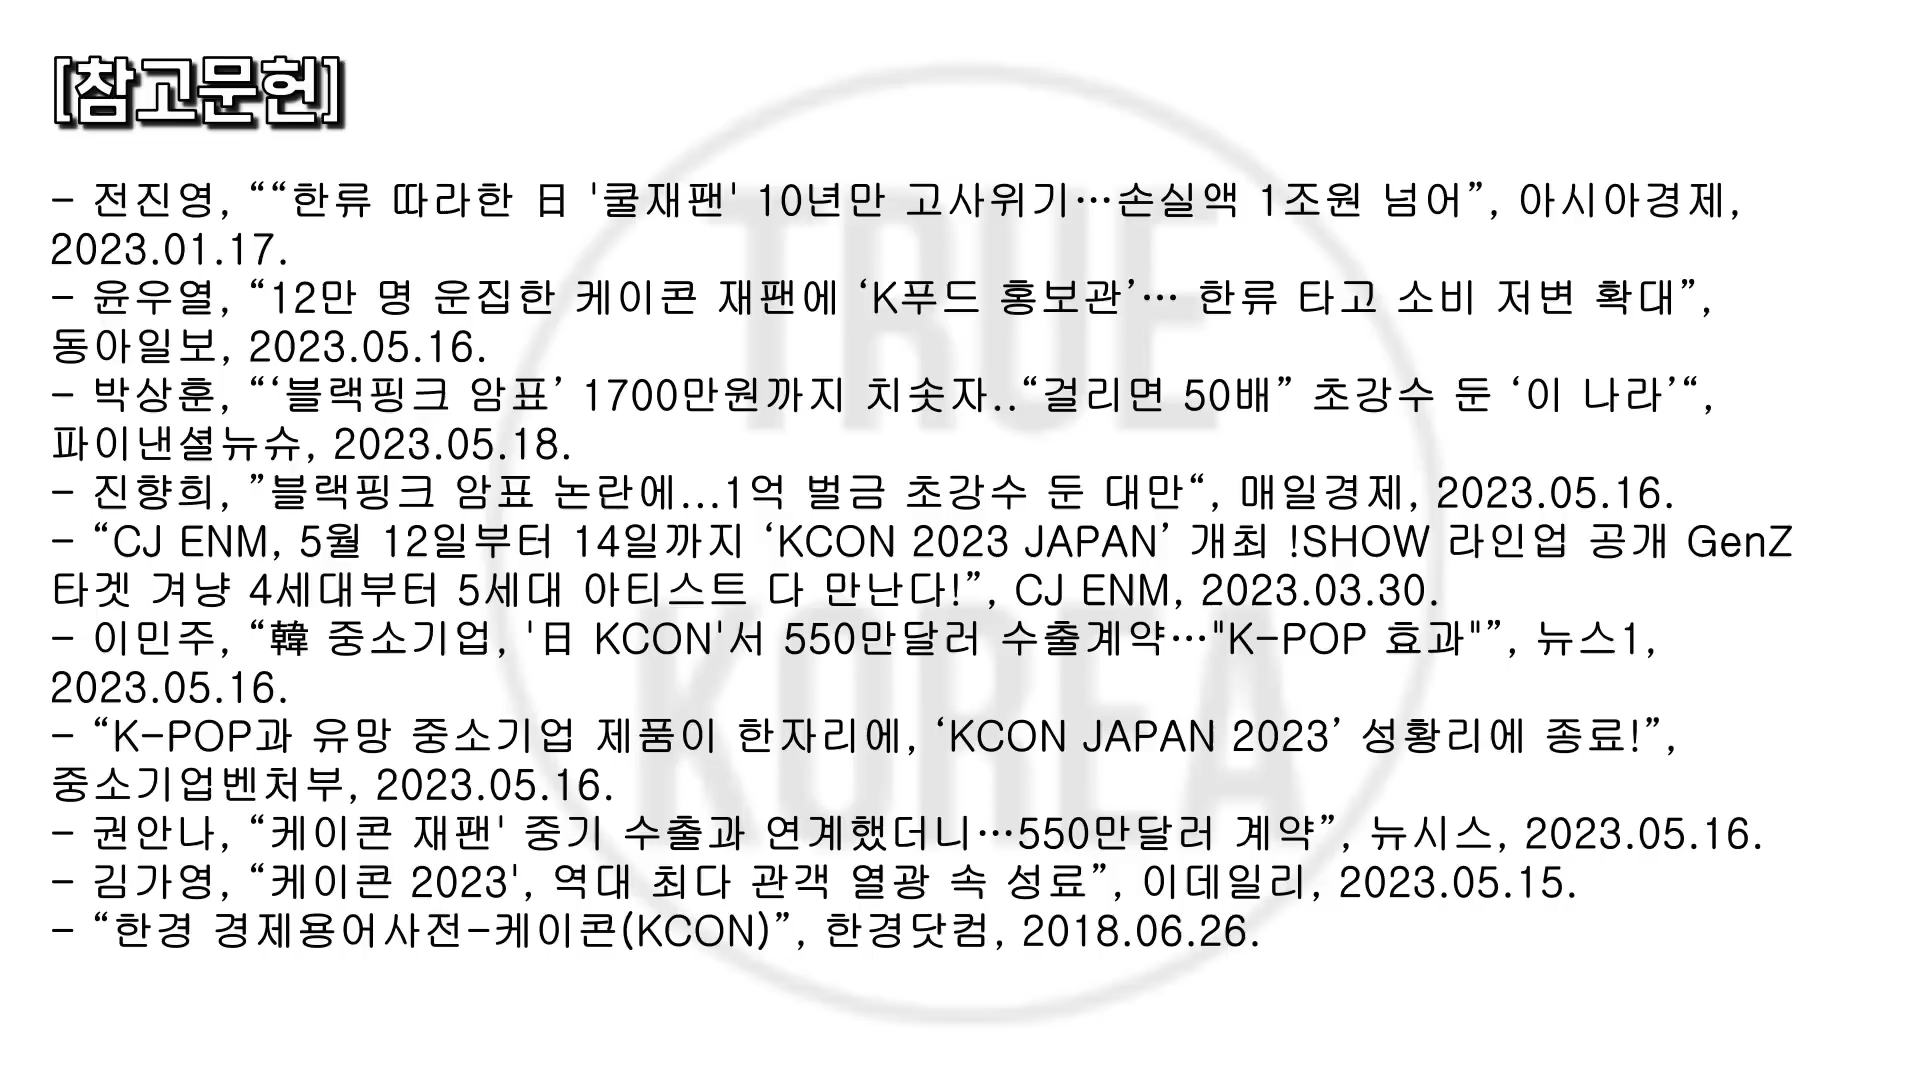 [참고문헌]
- 전진영, ““한류 따라한 日 '쿨재팬' 10년만 고사위기…손실액 1조원 넘어”, 아시아경제,
2023.01.17.
- 윤우열, “12만 명 운집한 케이콘 재팬에 ‘K푸드 홍보관’… 한류 타고 소비 저변 확대”,
동아일보, 2023.05.16.
- 박상훈, “‘블랙핑크 암표’ 1700만원까지 치솟자..“걸리면 50배” 초강수 둔 ‘이 나라’“,
파이낸셜뉴슈, 2023.05.18.
- 진향희, ”블랙핑크 암표 논란에...1억 벌금 초강수 둔 대만“, 매일경제, 2023.05.16.
- “CJ ENM, 5월 12일부터 14일까지 ‘KCON 2023 JAPAN’ 개최 !SHOW 라인업 공개 GenZ
타겟 겨냥 4세대부터 5세대 아티스트 다 만난다!”, CJ ENM, 2023.03.30.
- 이민주, “韓 중소기업, '日 KCON'서 550만달러 수출계약…"K-POP 효과"”, 뉴스1,
2023.05.16.
- “K-POP과 유망 중소기업 제품이 한자리에, ‘KCON JAPAN 2023’ 성황리에 종료!”,
중소기업벤처부, 2023.05.16.
- 권안나, “케이콘 재팬' 중기 수출과 연계했더니…550만달러 계약”, 뉴시스, 2023.05.16.
- 김가영, “케이콘 2023', 역대 최다 관객 열광 속 성료”, 이데일리, 2023.05.15.
- “한경 경제용어사전-케이콘(KCON)”, 한경닷컴, 2018.06.26.
TRUE
KOREA